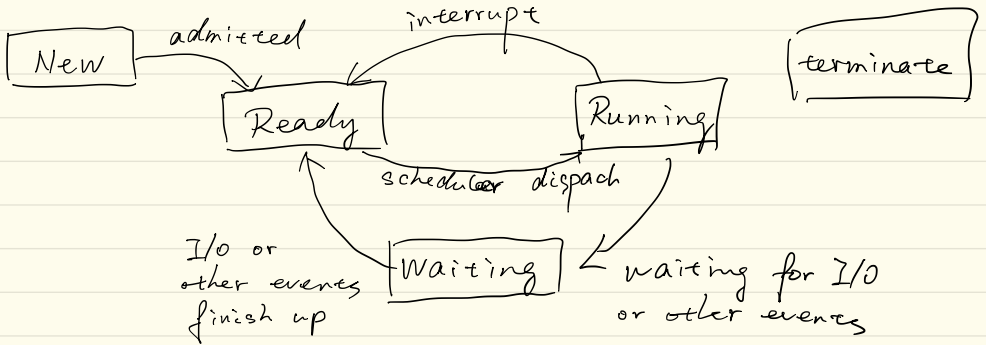 interrupt
admitted
New
terminate
Ready
Running
scheduler dispach
I/O or
other events
finish up
Waiting
waiting for I/O
or other events